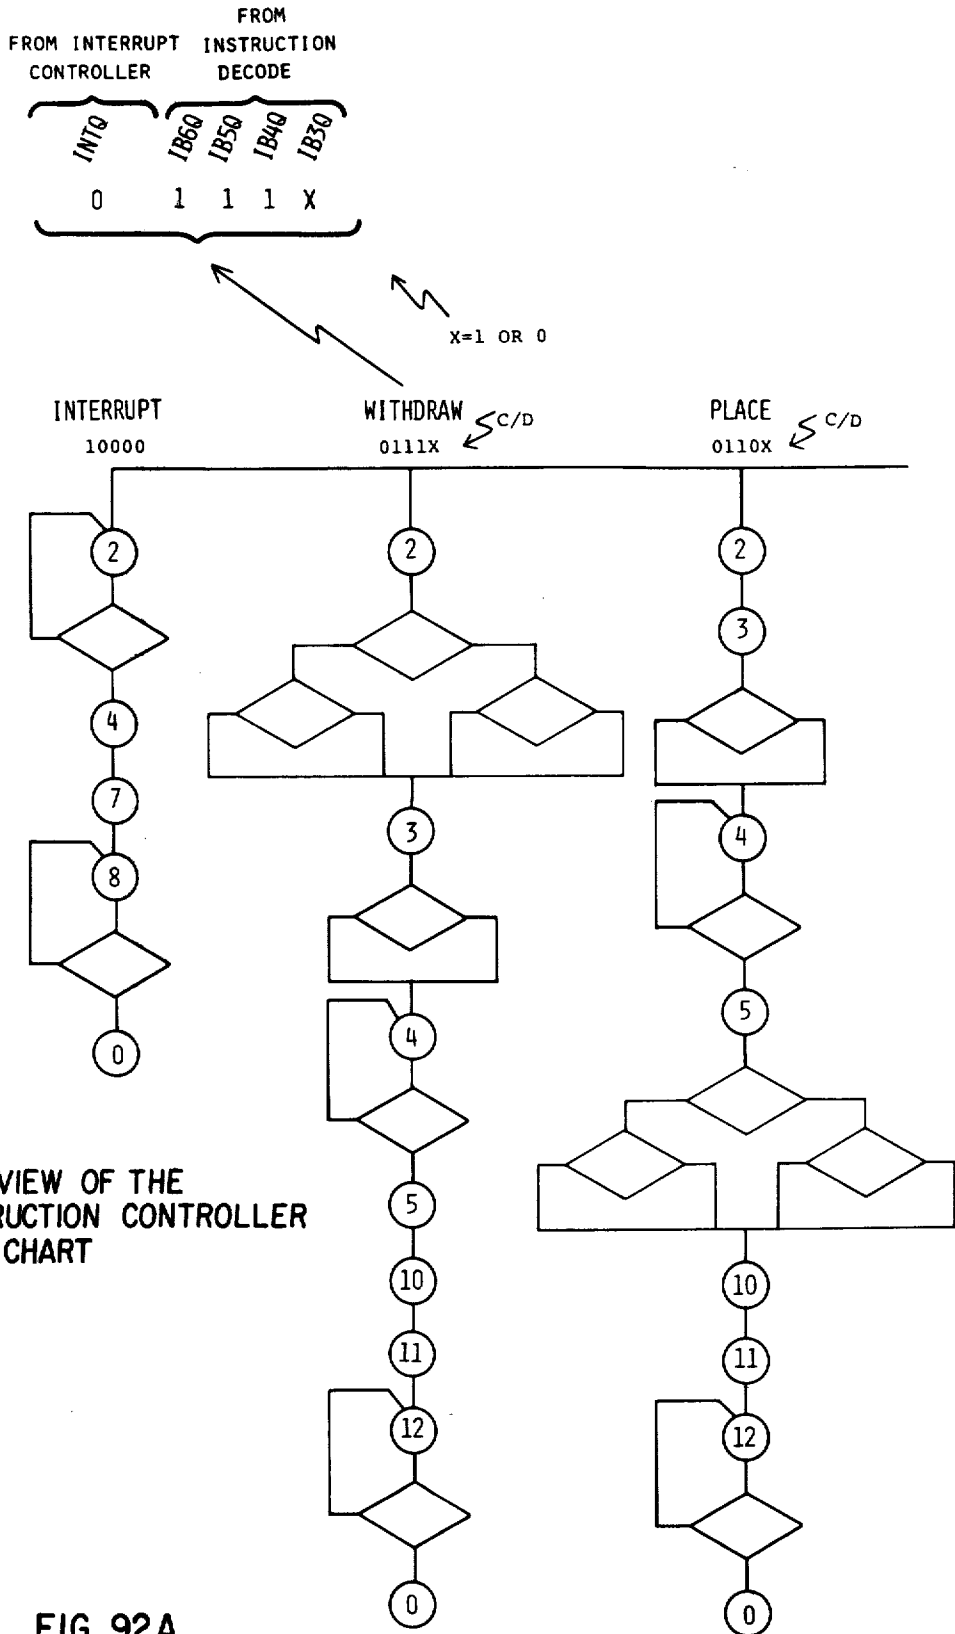 FROM INTERRUPT
CONTROLLER
FROM
INSTRUCTION
DECODE
INTQ IB6Q IB5Q IB4Q IB3Q
0 1 1 1 X
X=1 OR 0
INTERRUPT
10000
WITHDRAW
0111X
C/D
PLACE
0110X
C/D
2
4
7
8
0
2
3
4
5
10
11
12
0
2
3
4
5
10
11
12
0
VIEW OF THE
RUCTION CONTROLLER
CHART
FIG 92A